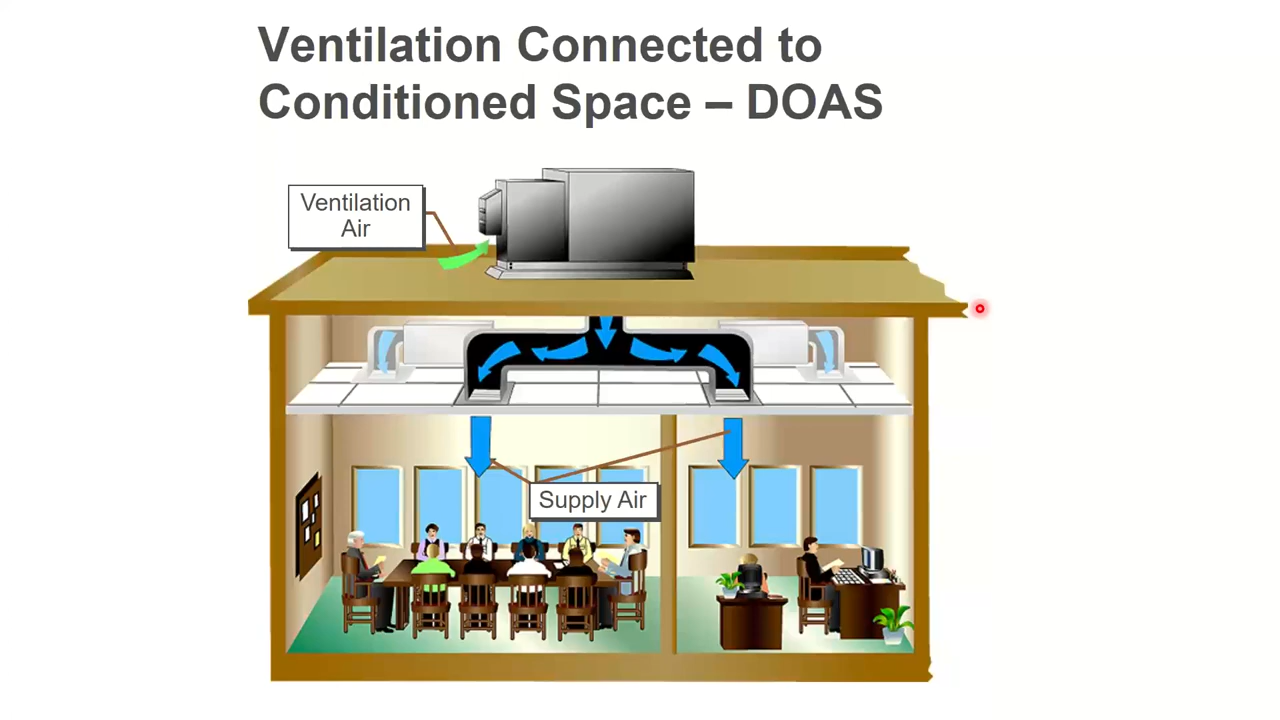 Ventilation Connected to
Conditioned Space – DOAS
Ventilation
Air
Supply Air